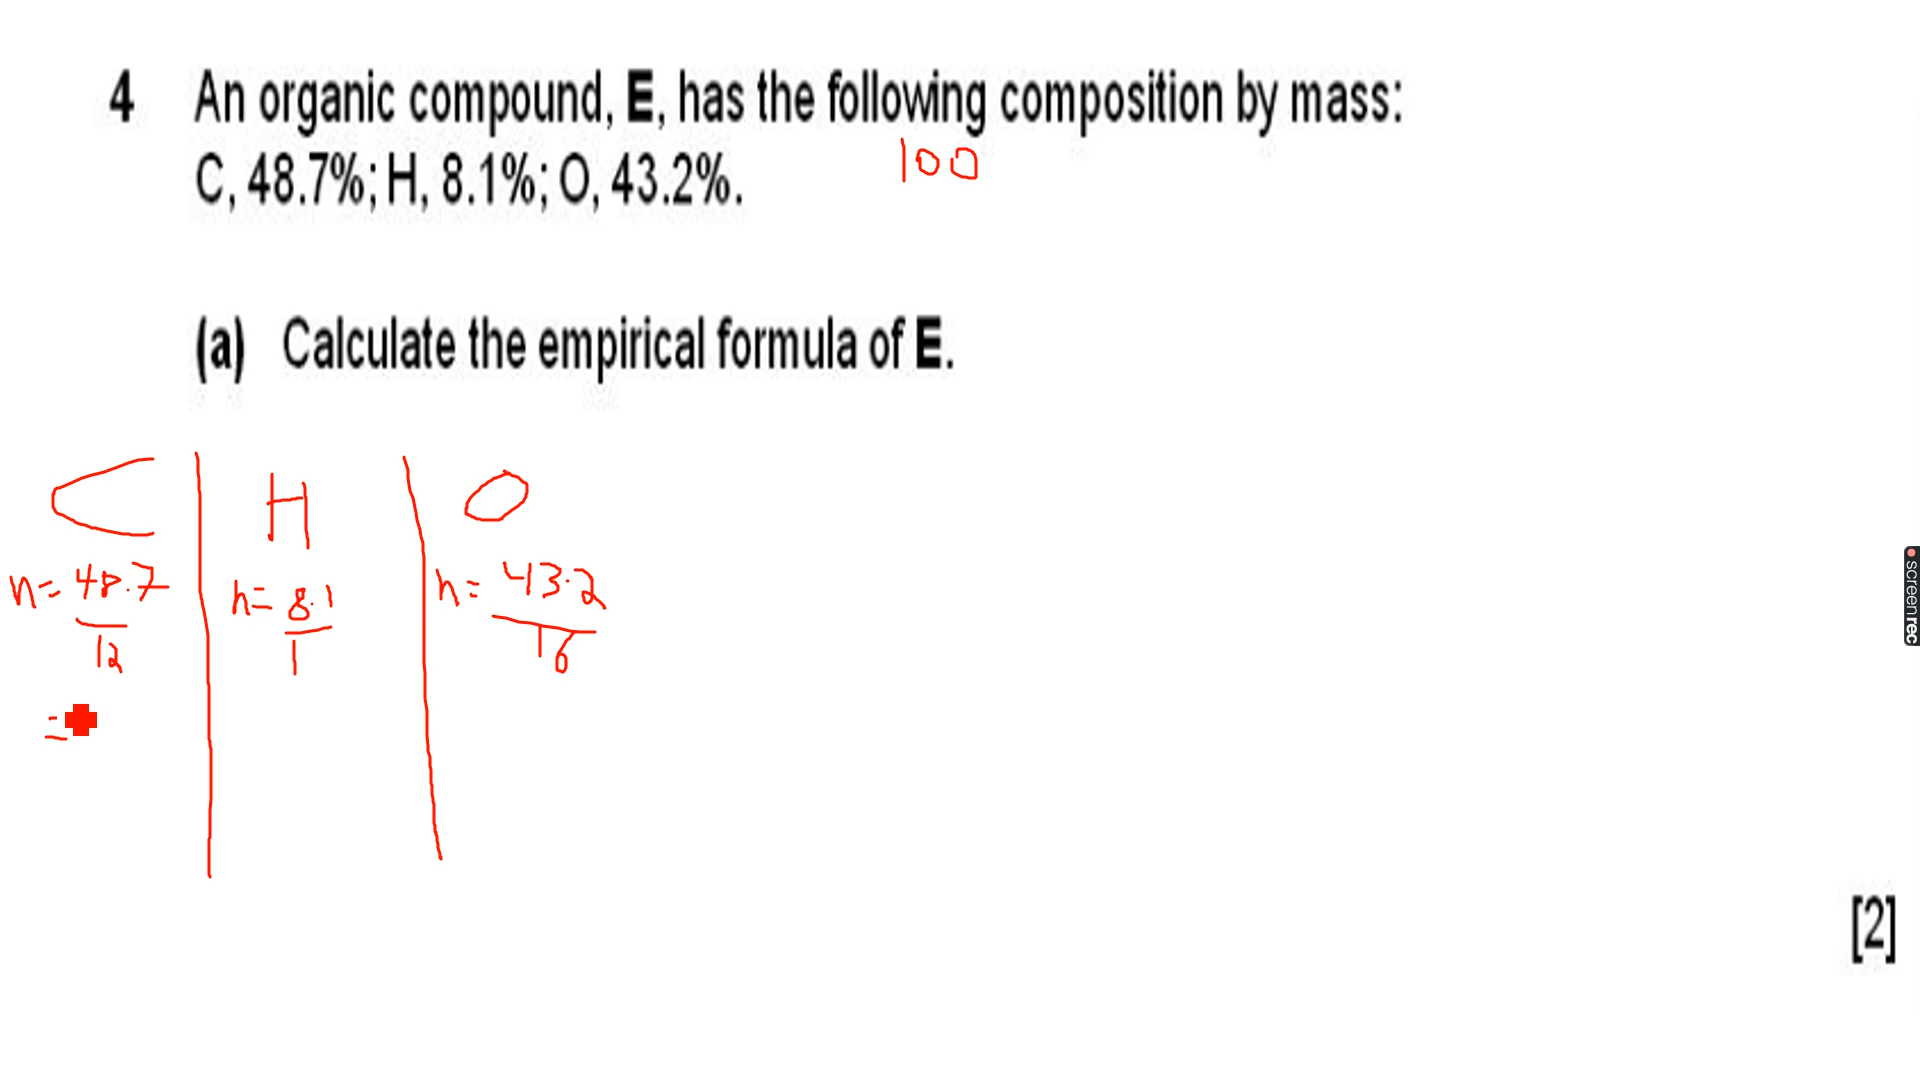 4 An organic compound, E, has the following composition by mass:
C, 48.7%; H, 8.1%; O, 43.2%.
100
(a) Calculate the empirical formula of E.
C H O
n= 48.7/12 n= 8.1/1 n= 43.2/16
=
[2]
screenrec